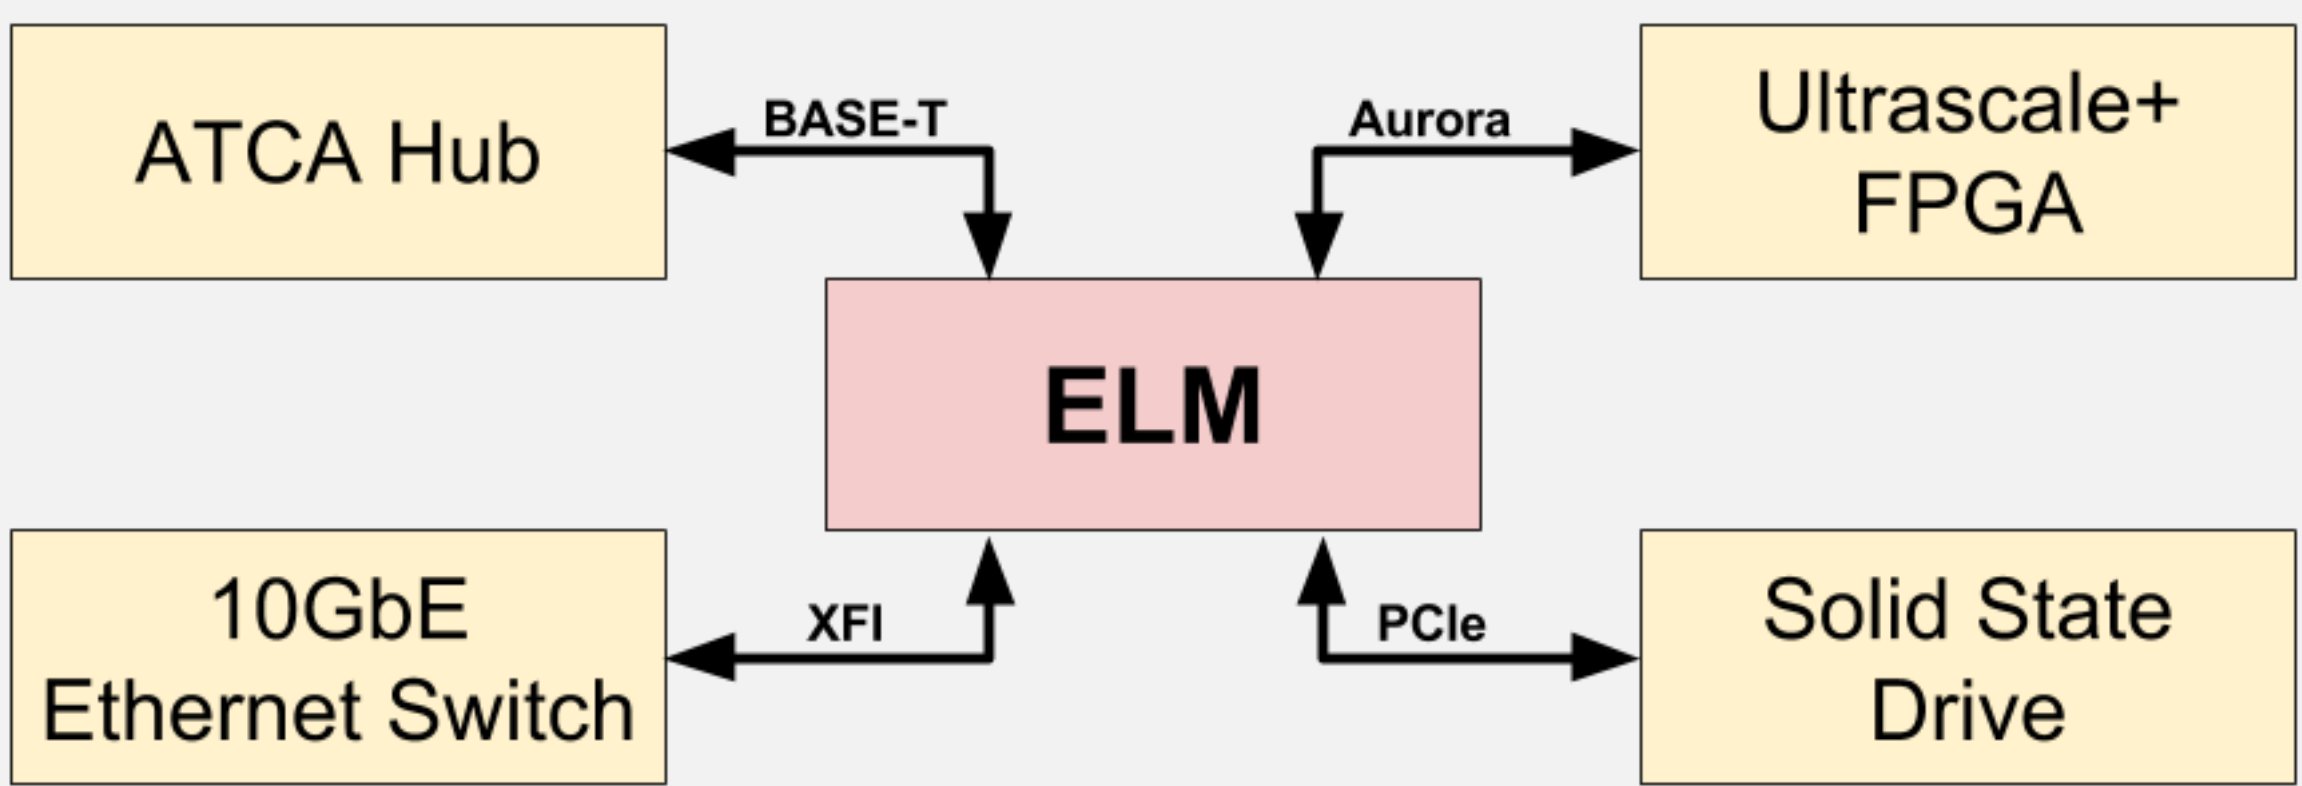 ATCA Hub
BASE-T
Aurora
Ultrascale+
FPGA
ELM
10GbE
Ethernet Switch
XFI
PCIe
Solid State
Drive